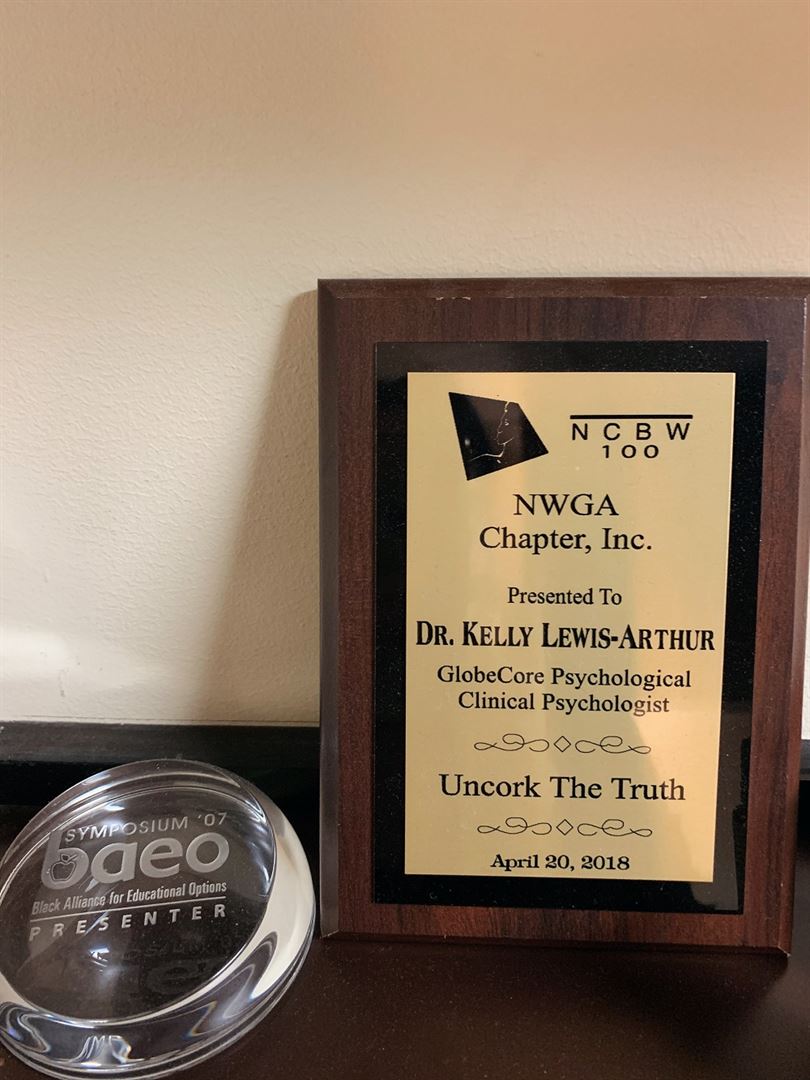 NCBW
100
NWGA
Chapter, Inc.
Presented To
DR. KELLY LEWIS-ARTHUR
GlobeCore Psychological
Clinical Psychologist
Uncork The Truth
April 20, 2018
SYMPOSIUM '07
baeo
Black Alliance for Educational Options
PRESENTER